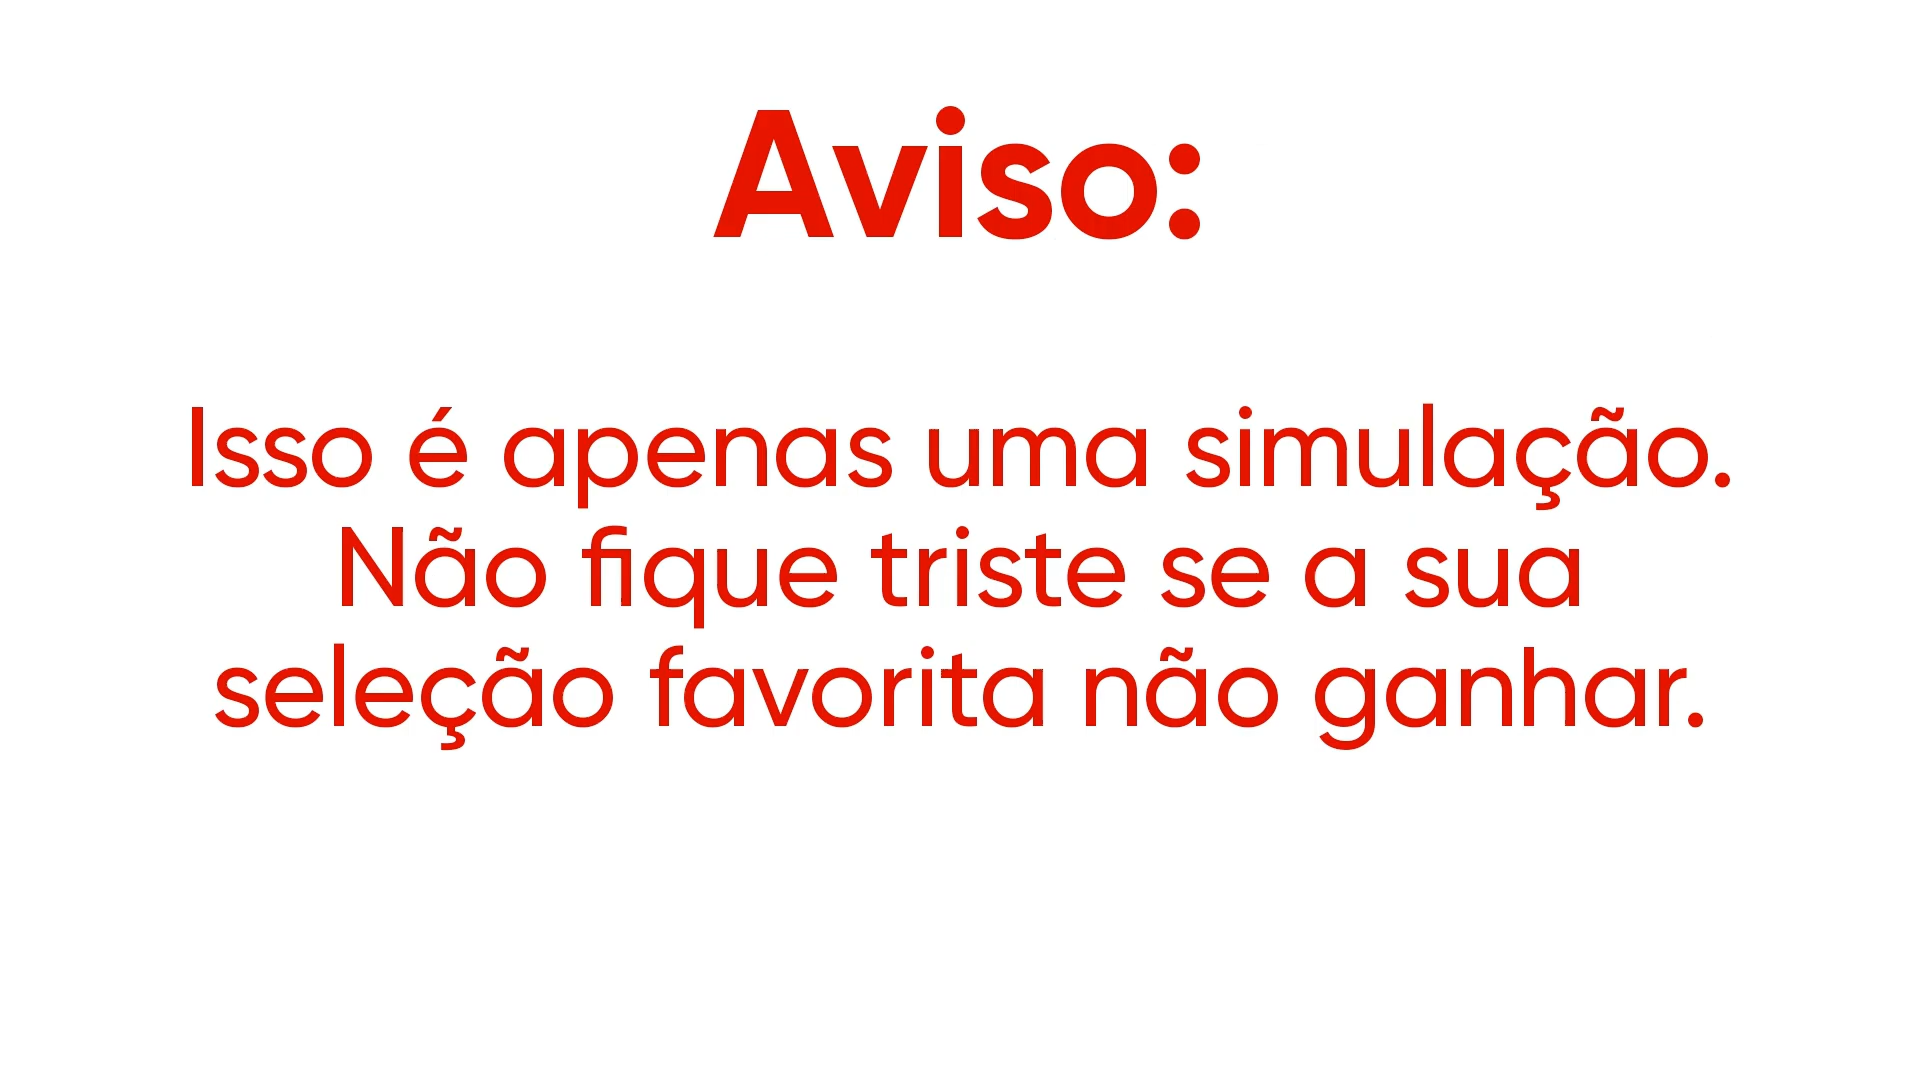 Aviso:
Isso é apenas uma simulação.
Não fique triste se a sua
seleção favorita não ganhar.